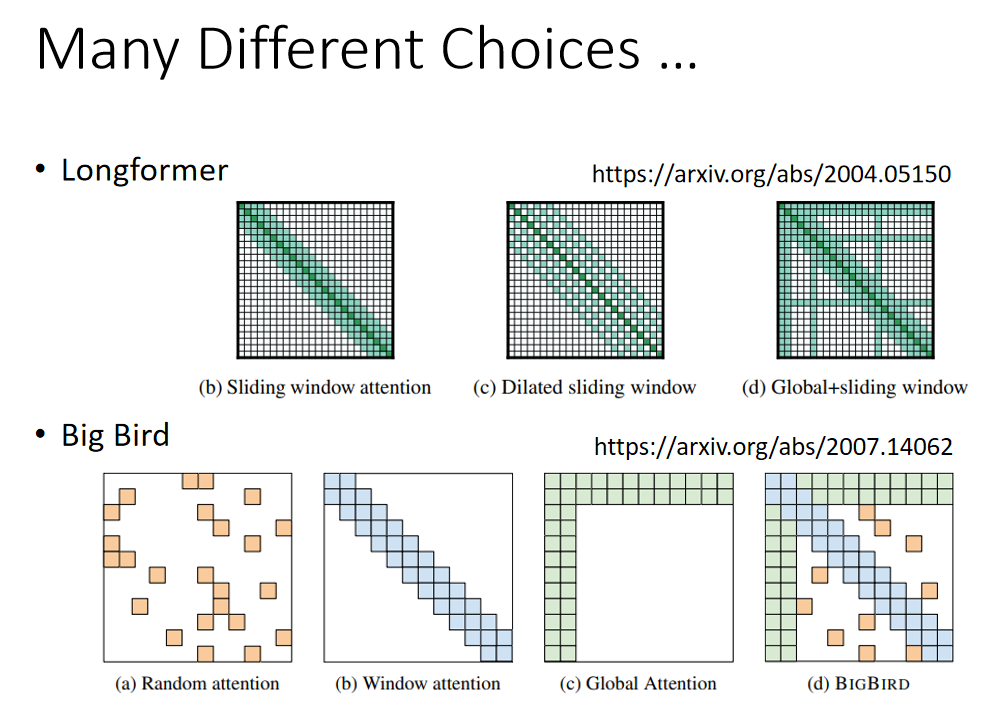 Many Different Choices ...
• Longformer
https://arxiv.org/abs/2004.05150
(b) Sliding window attention
(c) Dilated sliding window
(d) Global+sliding window
• Big Bird
https://arxiv.org/abs/2007.14062
(a) Random attention
(b) Window attention
(c) Global Attention
(d) BIGBIRD